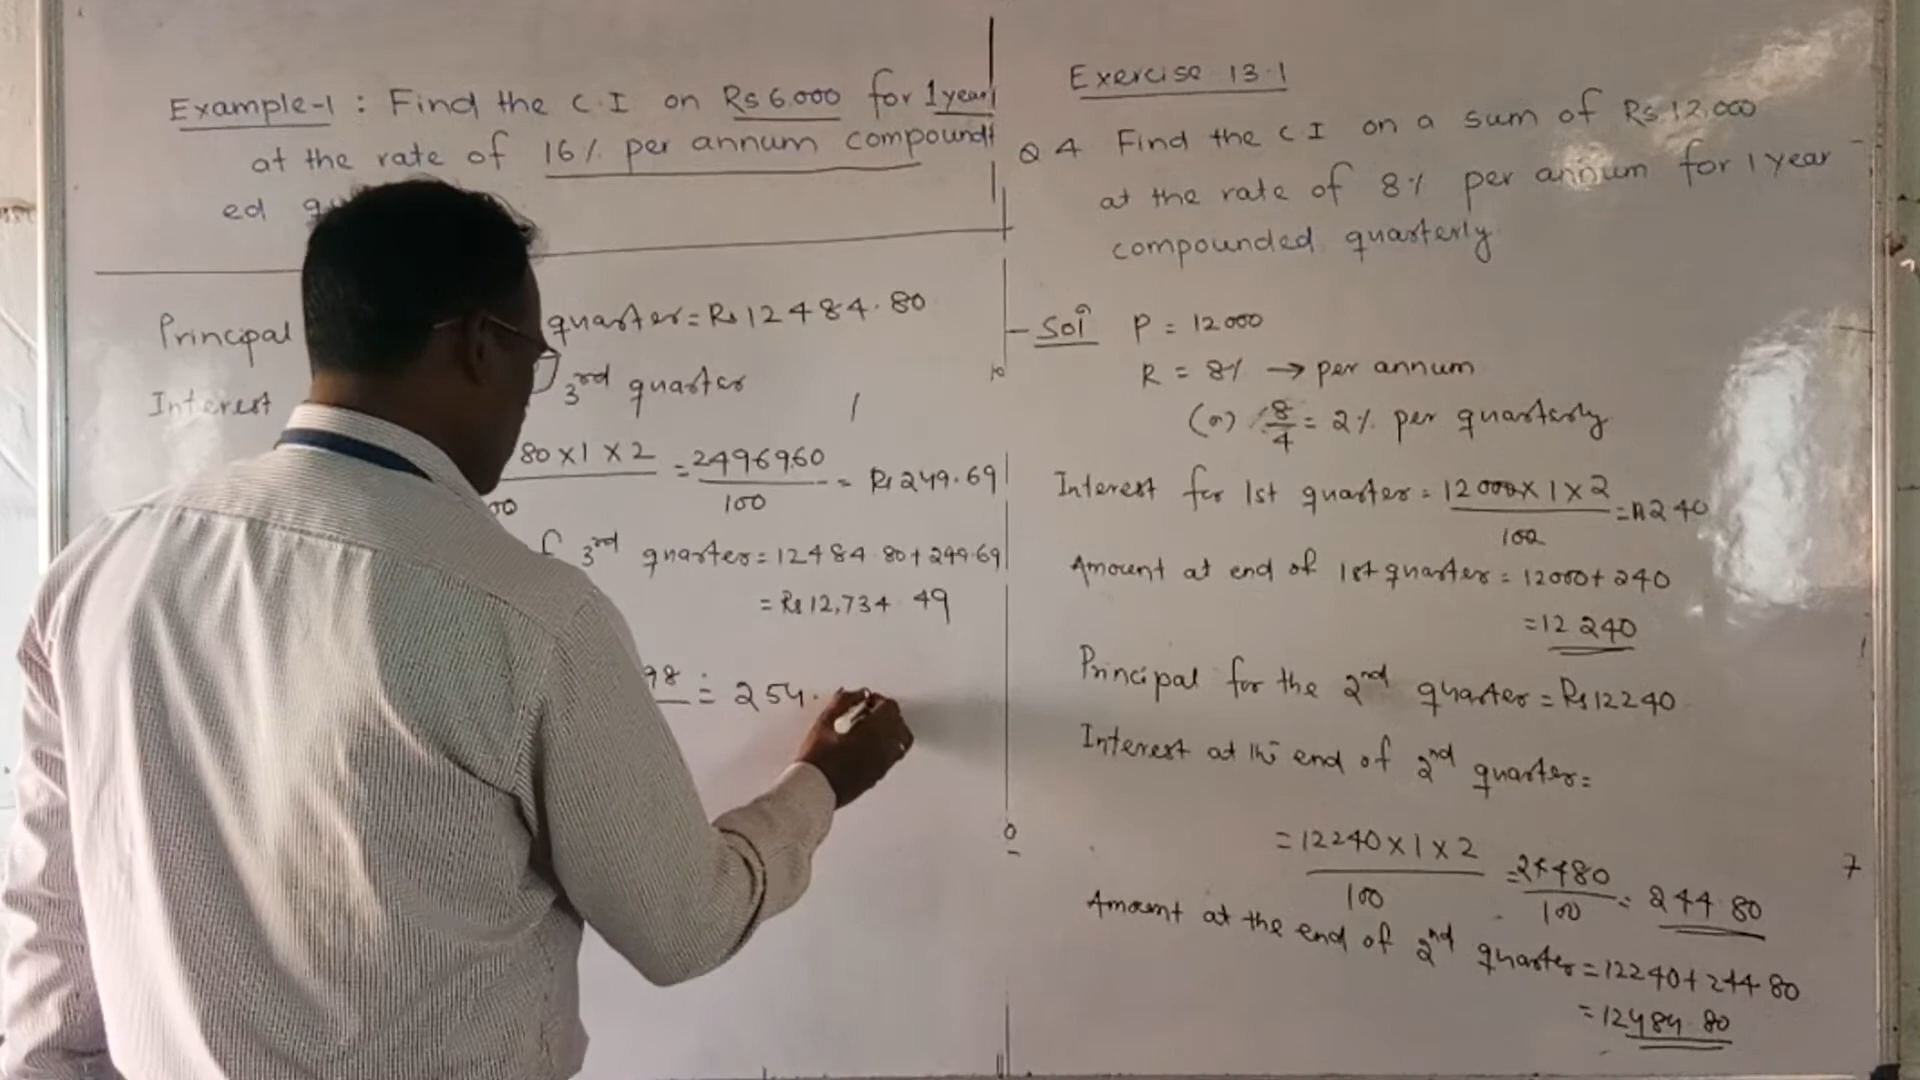 Example-1 : Find the C.I on Rs 6,000 for 1 year
at the rate of 16% per annum compound
ed
Principal quarter = Rs 12484.80
Interest 3rd quarter
80 x 1 x 2 = 2496960 = Rs 249.69
100
3rd quarter = 12484.80 + 249.69
= Rs 12,734.49
98 = 254.
Exercise 13.1
Q 4 Find the C I on a sum of Rs 12,000
at the rate of 8% per annum for 1 year
compounded quarterly
Sol P = 12000
R = 8% → per annum
(or) 8/4 = 2% per quarterly
Interest for 1st quarter = 12000 x 1 x 2 = 240
100
Amount at end of 1st quarter = 12000 + 240
= 12240
Principal for the 2nd quarter = Rs 12240
Interest at the end of 2nd quarter =
= 12240 x 1 x 2 = 24480 = 244.80
100 100
Amount at the end of 2nd quarter = 12240 + 244.80
= 12484.80